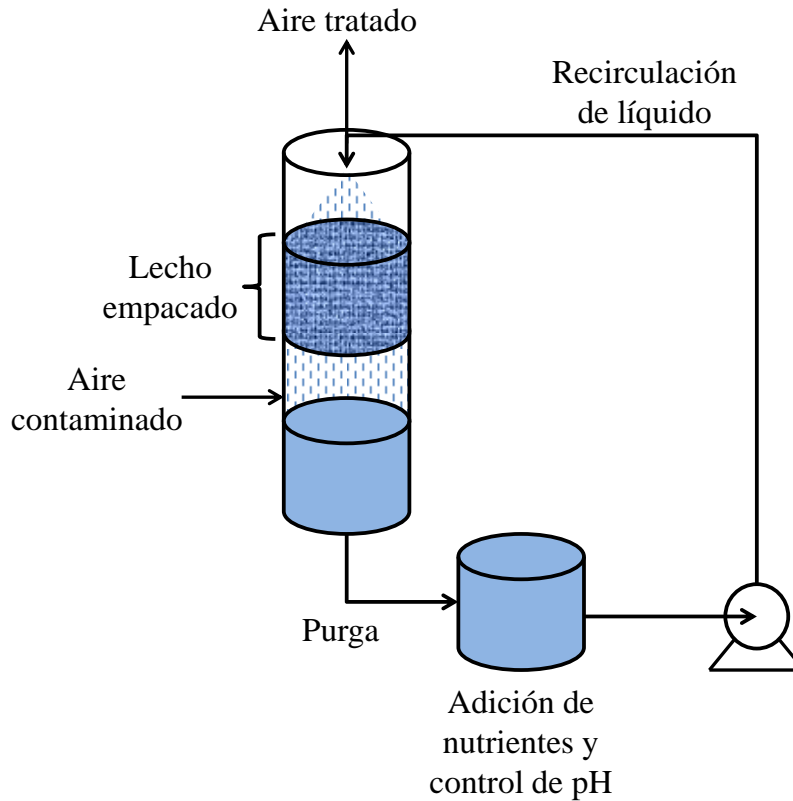 Aire tratado
Recirculación
de líquido
Lecho
empacado
Aire
contaminado
Purga
Adición de
nutrientes y
control de pH